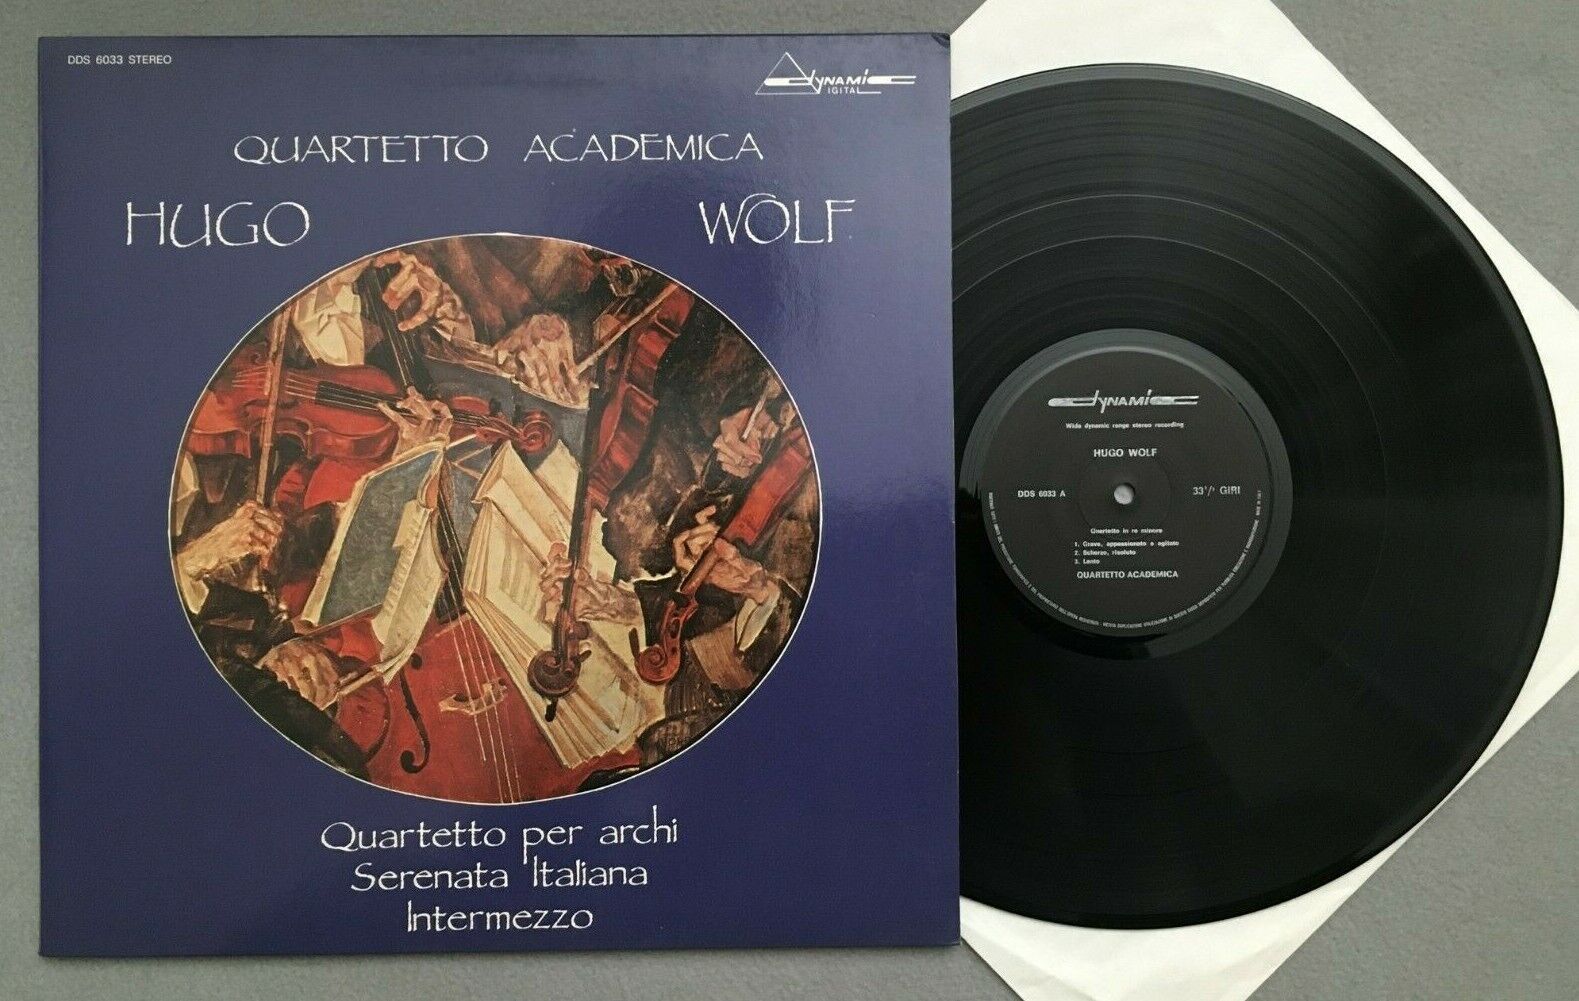 DDS 6033 STEREO
dYNAMIC
IGITAL
QUARTETTO ACADEMICA
HUGO WOLF
Quartetto per archi
Serenata Italiana
Intermezzo
dYNAMIC
Wide dynamic range stereo recording
HUGO WOLF
DDS 6033 A
33 1/3 GIRI
Quartetto in re minore
1. Grave, appassionato e agitato
2. Scherzo, risoluto
3. Lento
QUARTETTO ACADEMICA